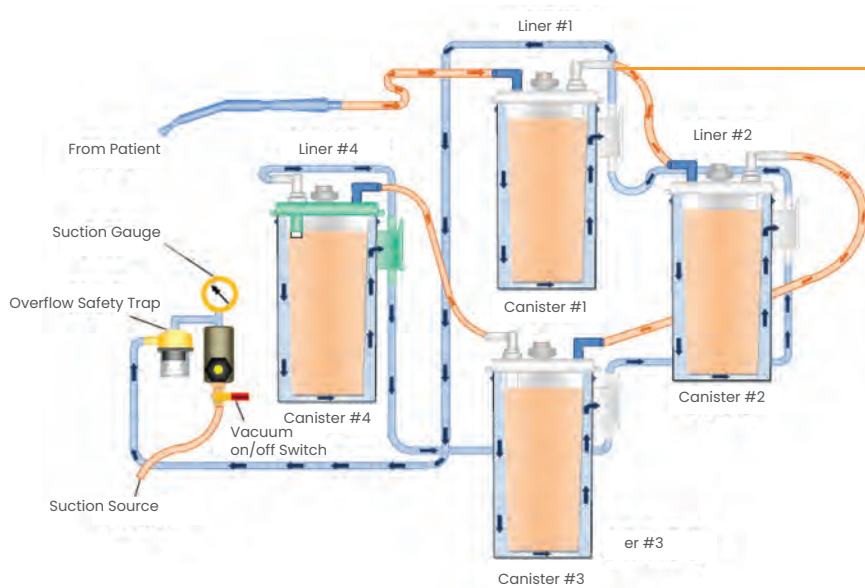 Liner #1
Liner #2
From Patient
Liner #4
Suction Gauge
Overflow Safety Trap
Canister #1
Canister #2
Canister #4
Vacuum
on/off Switch
Suction Source
er #3
Canister #3